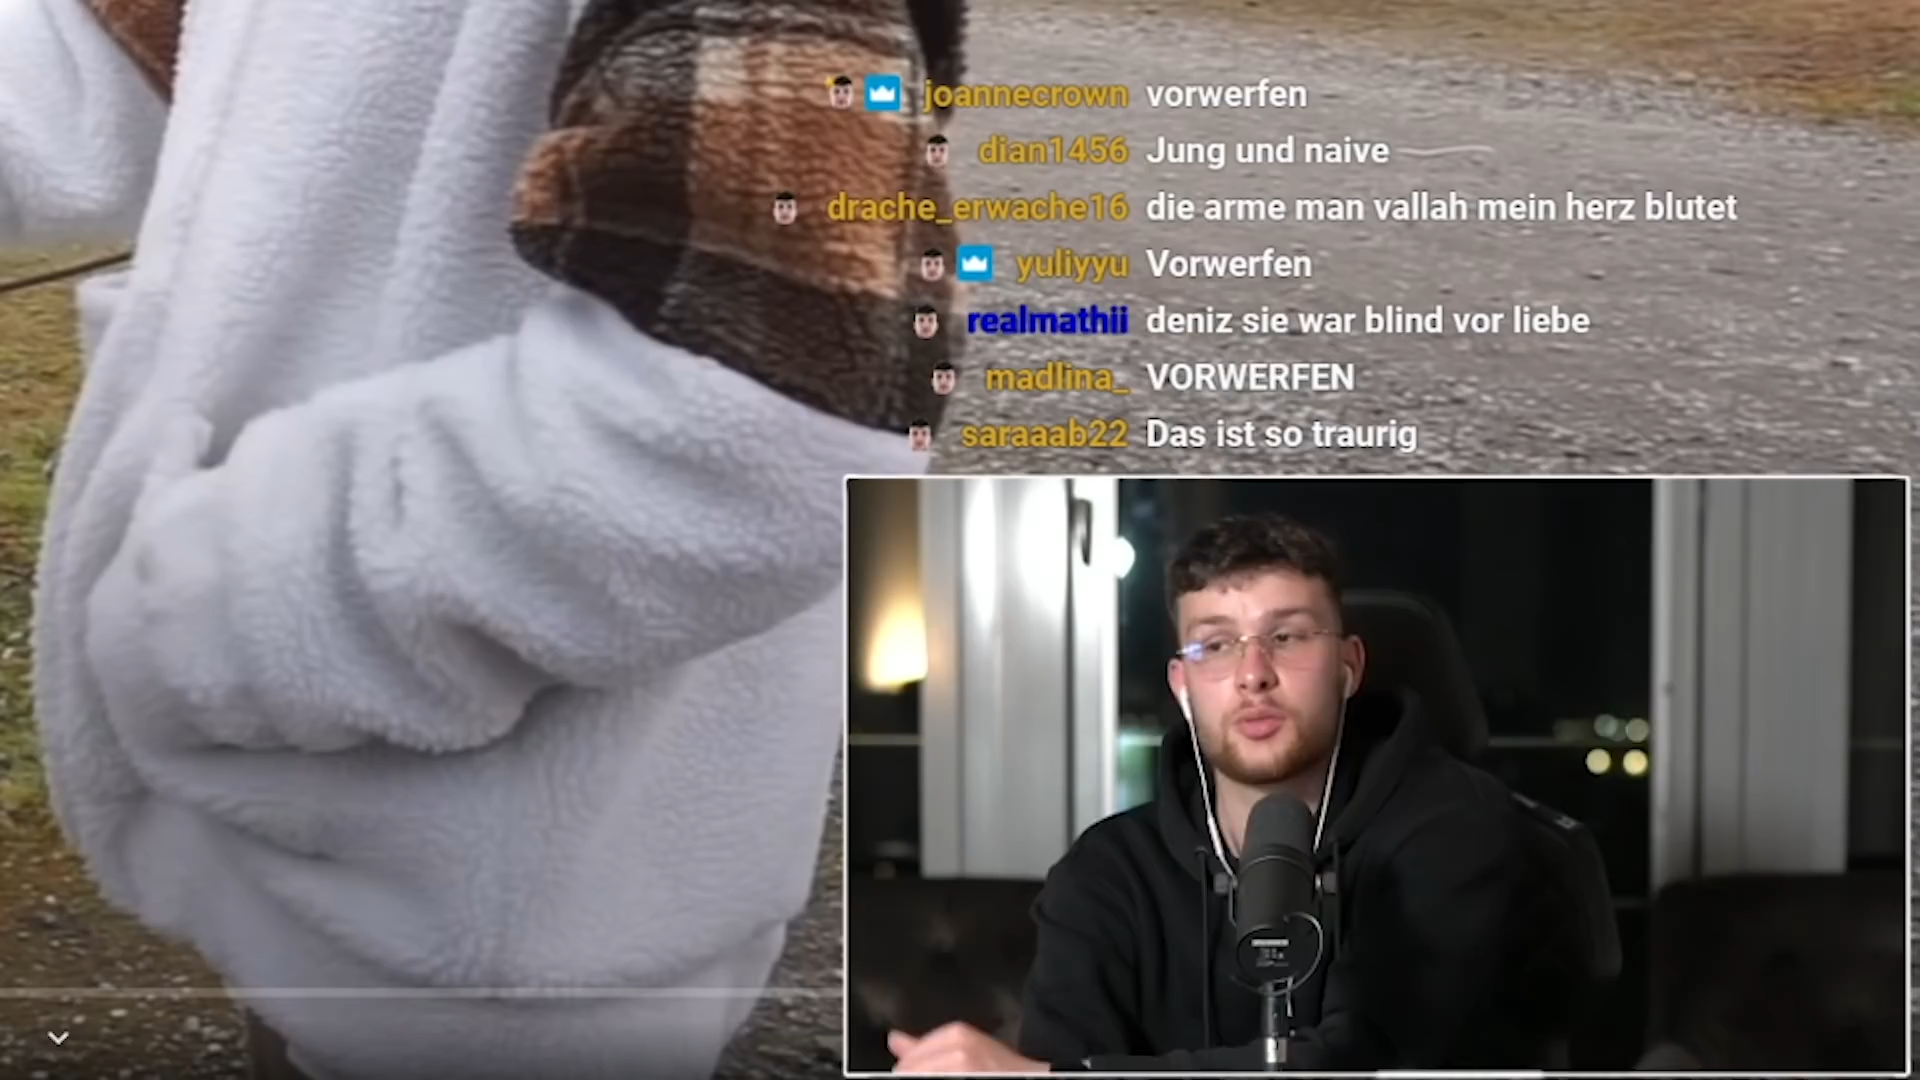 joannecrown vorwerfen
dian1456 Jung und naive
drache_erwache16 die arme man vallah mein herz blutet
yuliyyu Vorwerfen
realmathii deniz sie war blind vor liebe
madlina_ VORWERFEN
saraaab22 Das ist so traurig